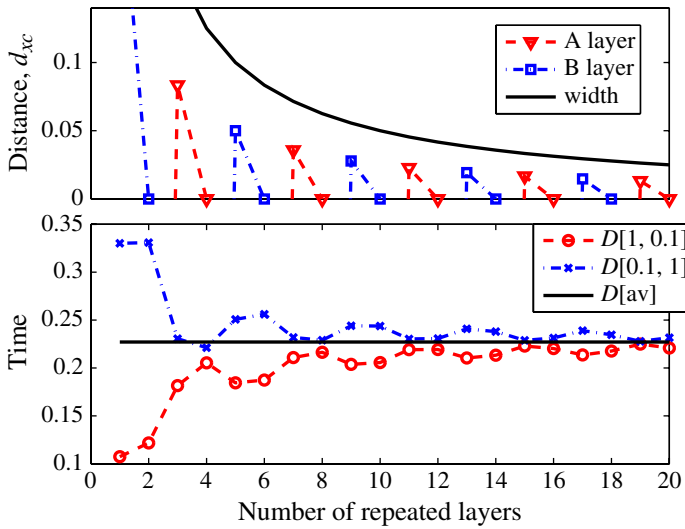 Distance, d_xc
0.1
0.05
0
A layer
B layer
width
Time
0.35
0.3
0.25
0.2
0.15
0.1
D[1, 0.1]
D[0.1, 1]
D[av]
0 2 4 6 8 10 12 14 16 18 20
Number of repeated layers